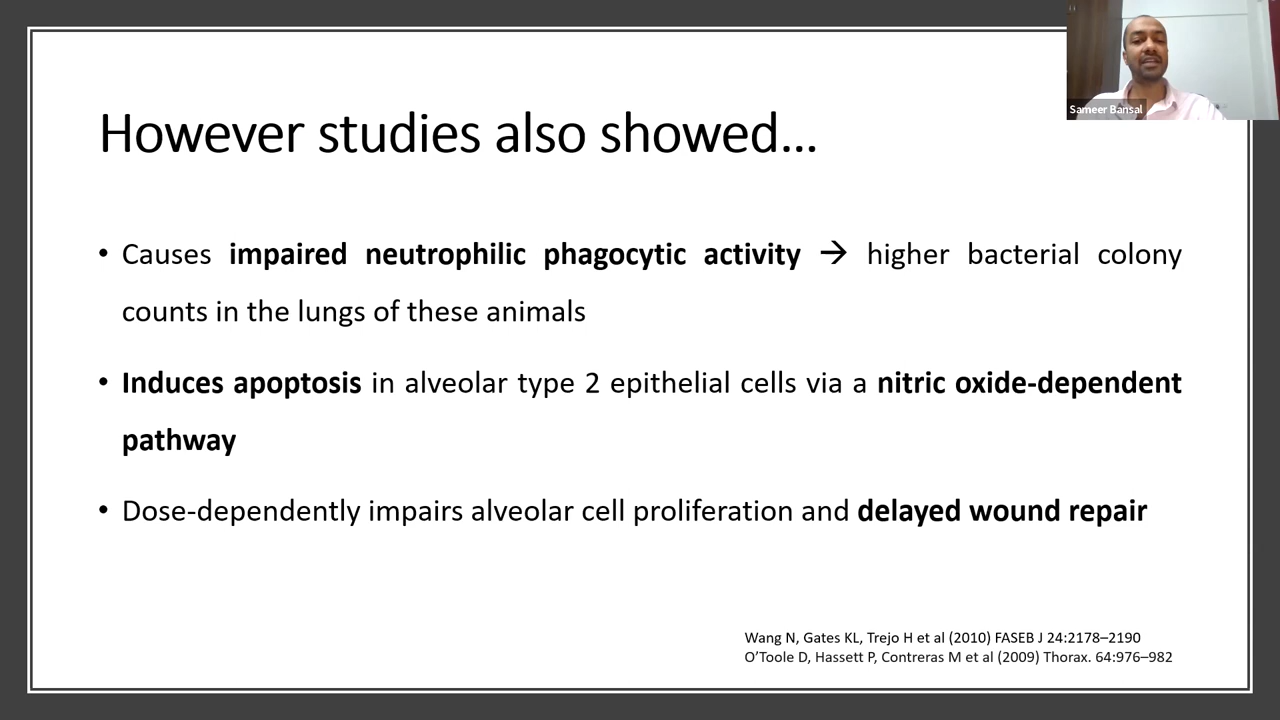 Sameer Bansal
However studies also showed...
• Causes impaired neutrophilic phagocytic activity → higher bacterial colony
counts in the lungs of these animals
• Induces apoptosis in alveolar type 2 epithelial cells via a nitric oxide-dependent
pathway
• Dose-dependently impairs alveolar cell proliferation and delayed wound repair
Wang N, Gates KL, Trejo H et al (2010) FASEB J 24:2178–2190
O’Toole D, Hassett P, Contreras M et al (2009) Thorax. 64:976–982